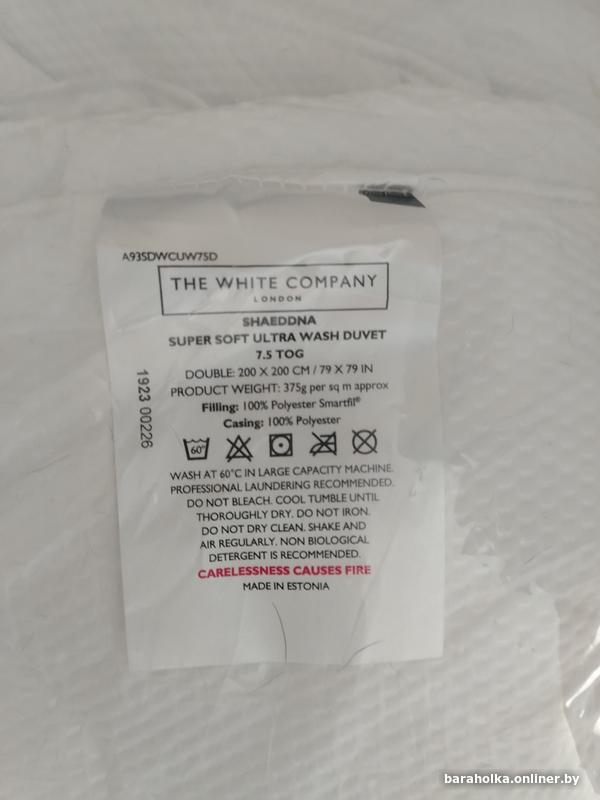 A93SDWCUW75D
THE WHITE COMPANY
LONDON
SHAEDDNA
SUPER SOFT ULTRA WASH DUVET
7.5 TOG
DOUBLE: 200 X 200 CM / 79 X 79 IN
PRODUCT WEIGHT: 375g per sq m approx
Filling: 100% Polyester Smartfil®
Casing: 100% Polyester
1923 00226
60°
WASH AT 60°C IN LARGE CAPACITY MACHINE.
PROFESSIONAL LAUNDERING RECOMMENDED.
DO NOT BLEACH. COOL TUMBLE UNTIL
THOROUGHLY DRY. DO NOT IRON.
DO NOT DRY CLEAN. SHAKE AND
AIR REGULARLY. NON BIOLOGICAL
DETERGENT IS RECOMMENDED.
CARELESSNESS CAUSES FIRE
MADE IN ESTONIA
baraholka.onliner.by